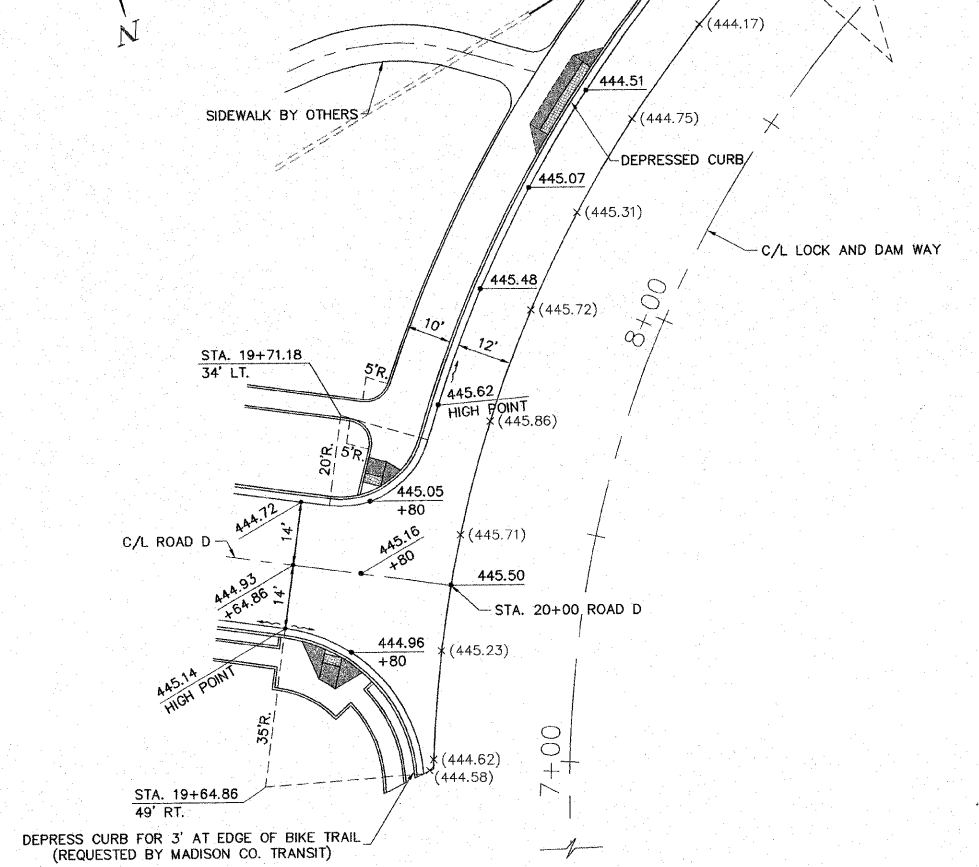 N
(444.17)
444.51
SIDEWALK BY OTHERS
(444.75)
DEPRESSED CURB
445.07
(445.31)
C/L LOCK AND DAM WAY
445.48
(445.72)
8+00
10'
12'
STA. 19+71.18
34' LT.
5'R.
445.62
HIGH POINT
(445.86)
20'R.
5'R.
445.05
+80
444.72
14'
C/L ROAD D
445.16
+80
(445.71)
444.93
+64.86
14'
445.50
STA. 20+00 ROAD D
444.96
+80
(445.23)
445.14
HIGH POINT
35'R.
7+00
(444.62)
(444.58)
STA. 19+64.86
49' RT.
DEPRESS CURB FOR 3' AT EDGE OF BIKE TRAIL
(REQUESTED BY MADISON CO. TRANSIT)